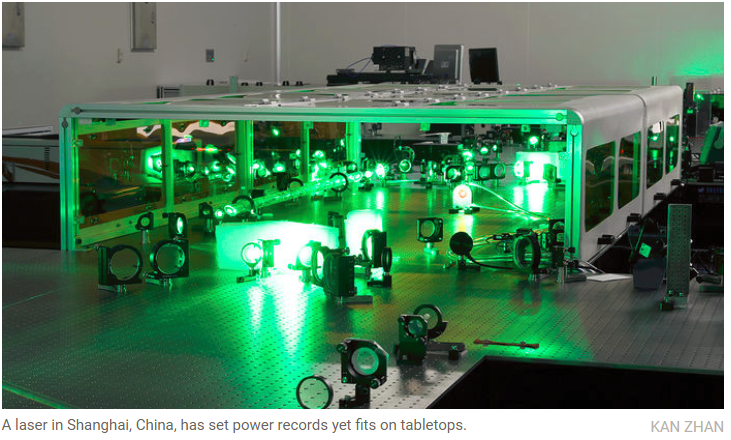 A laser in Shanghai, China, has set power records yet fits on tabletops.
KAN ZHAN